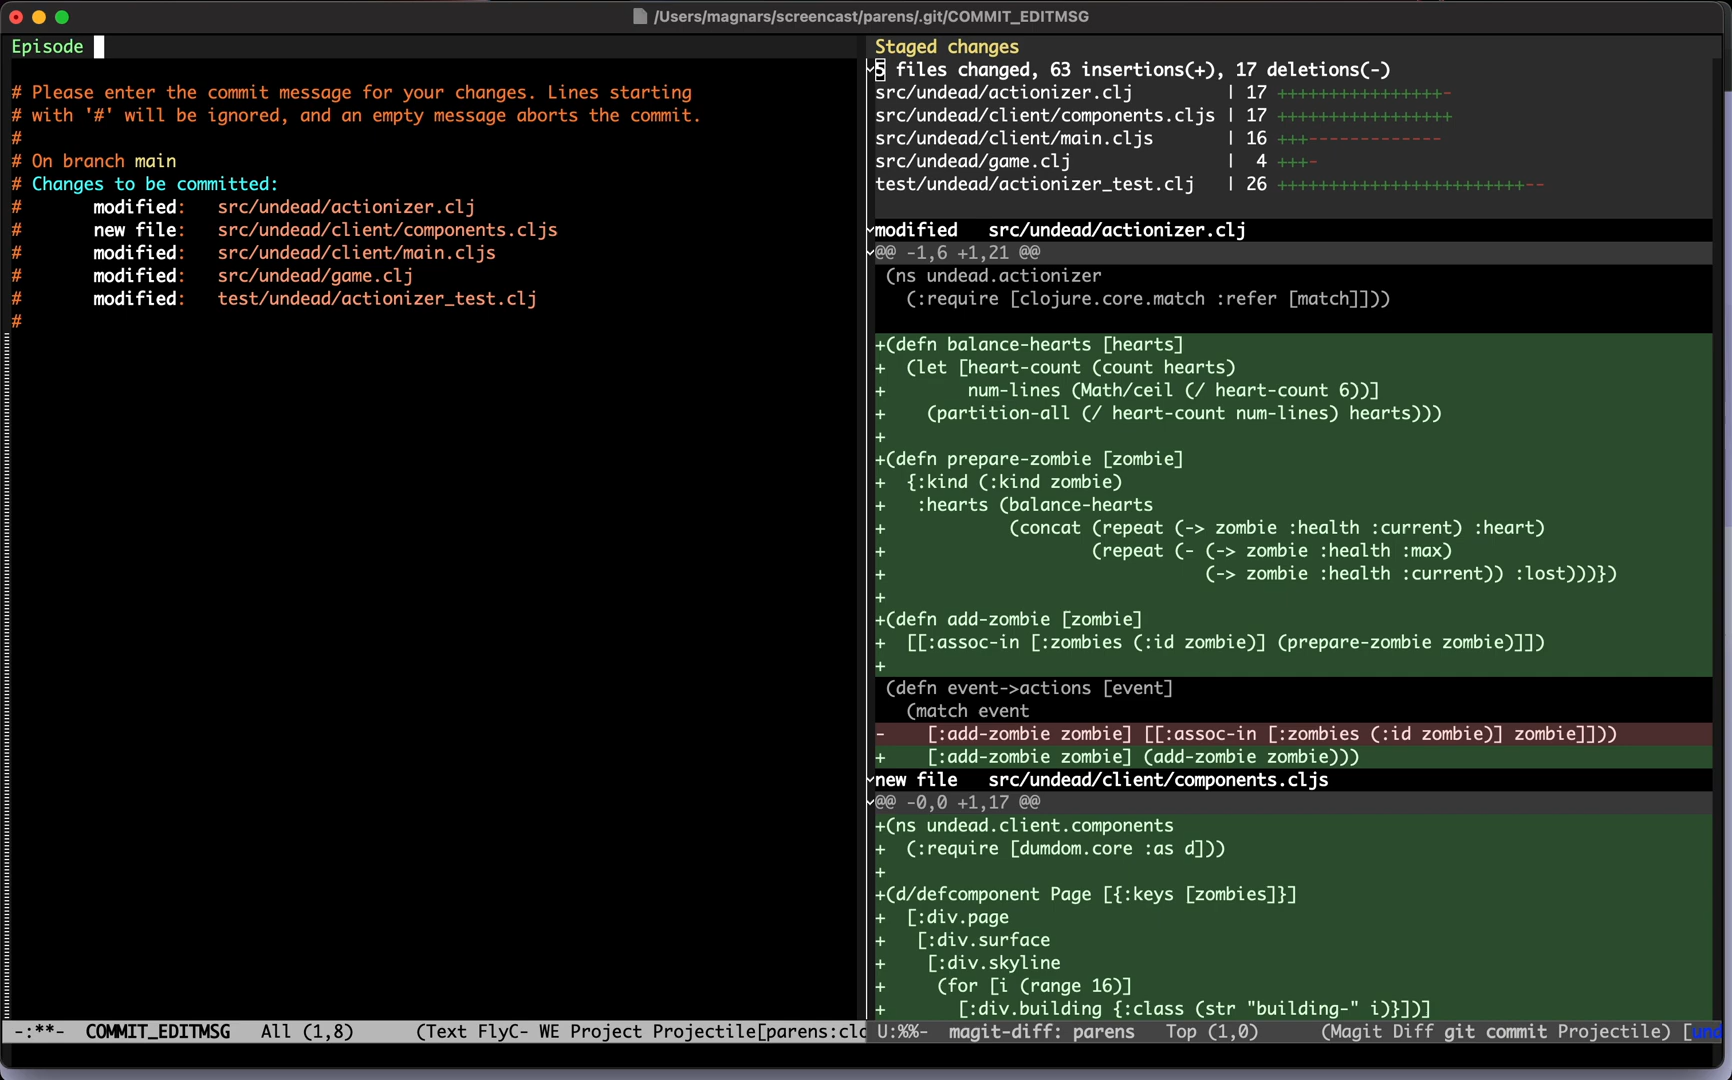 /Users/magnars/screencast/parens/.git/COMMIT_EDITMSG
Episode
# Please enter the commit message for your changes. Lines starting
# with '#' will be ignored, and an empty message aborts the commit.
#
# On branch main
# Changes to be committed:
#       modified:   src/undead/actionizer.clj
#       new file:   src/undead/client/components.cljs
#       modified:   src/undead/client/main.cljs
#       modified:   src/undead/game.clj
#       modified:   test/undead/actionizer_test.clj
#
-:**-  COMMIT_EDITMSG   All (1,8)      (Text FlyC- WE Project Projectile[parens:clo
Staged changes
5 files changed, 63 insertions(+), 17 deletions(-)
src/undead/actionizer.clj         | 17 ++++++++++++++++-
src/undead/client/components.cljs | 17 +++++++++++++++++
src/undead/client/main.cljs       | 16 +++-------------
src/undead/game.clj               |  4 +++-
test/undead/actionizer_test.clj   | 26 ++++++++++++++++++++++++--
modified   src/undead/actionizer.clj
@@ -1,6 +1,21 @@
 (ns undead.actionizer
   (:require [clojure.core.match :refer [match]]))
+(defn balance-hearts [hearts]
+  (let [heart-count (count hearts)
+        num-lines (Math/ceil (/ heart-count 6))]
+    (partition-all (/ heart-count num-lines) hearts)))
+
+(defn prepare-zombie [zombie]
+  {:kind (:kind zombie)
+   :hearts (balance-hearts
+            (concat (repeat (-> zombie :health :current) :heart)
+                    (repeat (- (-> zombie :health :max)
+                               (-> zombie :health :current)) :lost)))})
+
+(defn add-zombie [zombie]
+  [[:assoc-in [:zombies (:id zombie)] (prepare-zombie zombie)]])
+
 (defn event->actions [event]
   (match event
-    [:add-zombie zombie] [[:assoc-in [:zombies (:id zombie)] zombie]]))
+    [:add-zombie zombie] (add-zombie zombie)))
new file   src/undead/client/components.cljs
@@ -0,0 +1,17 @@
+(ns undead.client.components
+  (:require [dumdom.core :as d]))
+
+(d/defcomponent Page [{:keys [zombies]}]
+  [:div.page
+   [:div.surface
+    [:div.skyline
+     (for [i (range 16)]
+       [:div.building {:class (str "building-" i)}])]
U:%%-  magit-diff: parens   Top (1,0)      (Magit Diff git commit Projectile) [und